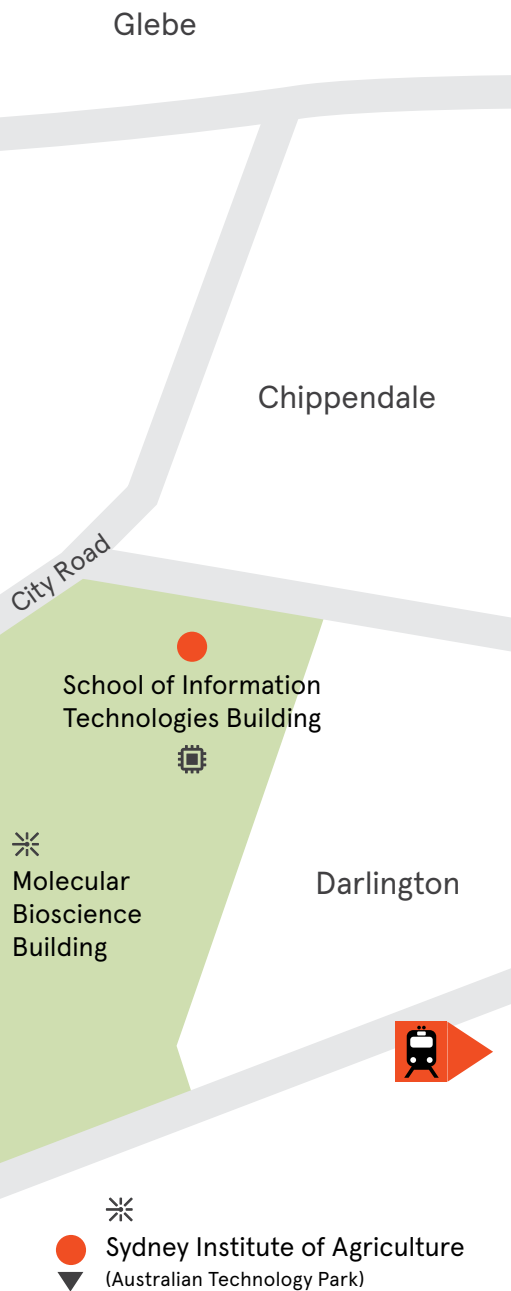 Glebe
Chippendale
City Road
School of Information
Technologies Building
Molecular
Bioscience
Building
Darlington
Sydney Institute of Agriculture
(Australian Technology Park)